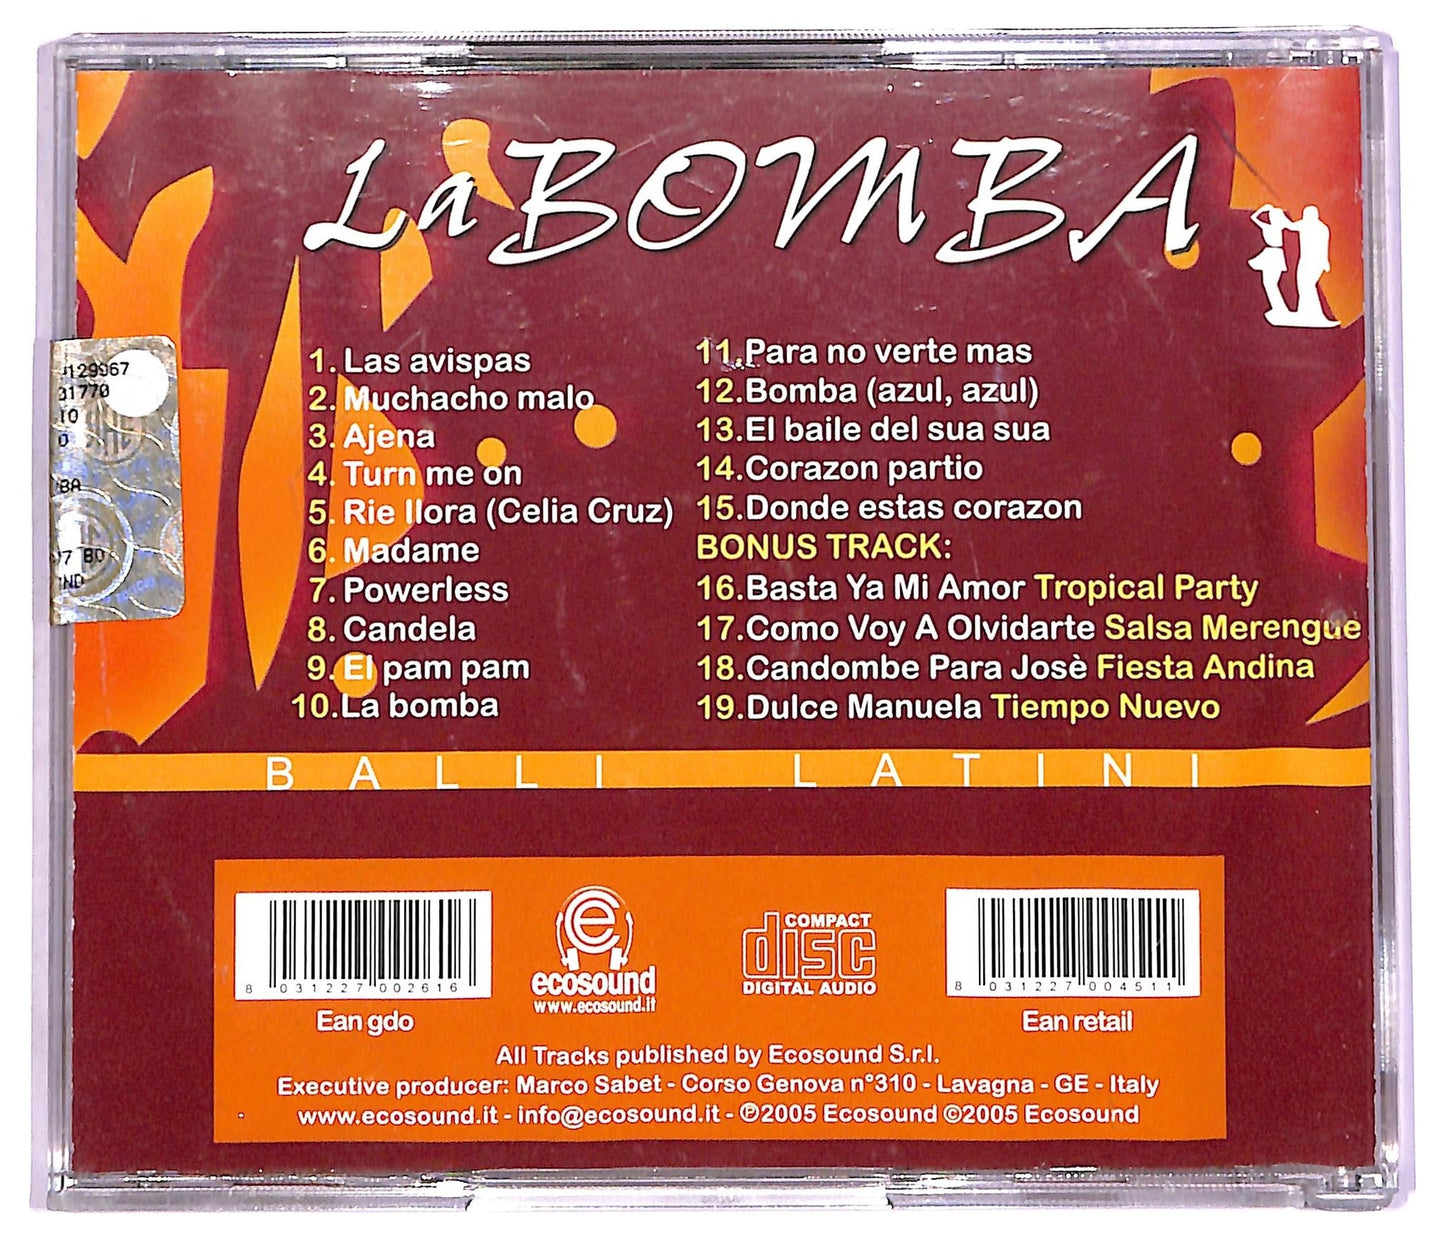 La BOMBA
1. Las avispas
2. Muchacho malo
3. Ajena
4. Turn me on
5. Rie llora (Celia Cruz)
6. Madame
7. Powerless
8. Candela
9. El pam pam
10. La bomba
11. Para no verte mas
12. Bomba (azul, azul)
13. El baile del sua sua
14. Corazon partio
15. Donde estas corazon
BONUS TRACK:
16. Basta Ya Mi Amor Tropical Party
17. Como Voy A Olvidarte Salsa Merengue
18. Candombe Para Josè Fiesta Andina
19. Dulce Manuela Tiempo Nuevo
129967
31770
BALLI LATINI
8 031227 002616
Ean gdo
e
ecosound
www.ecosound.it
COMPACT
disc
DIGITAL AUDIO
8 031227 004511
Ean retail
All Tracks published by Ecosound S.r.l.
Executive producer: Marco Sabet - Corso Genova n°310 - Lavagna - GE - Italy
www.ecosound.it - info@ecosound.it - ℗2005 Ecosound ©2005 Ecosound